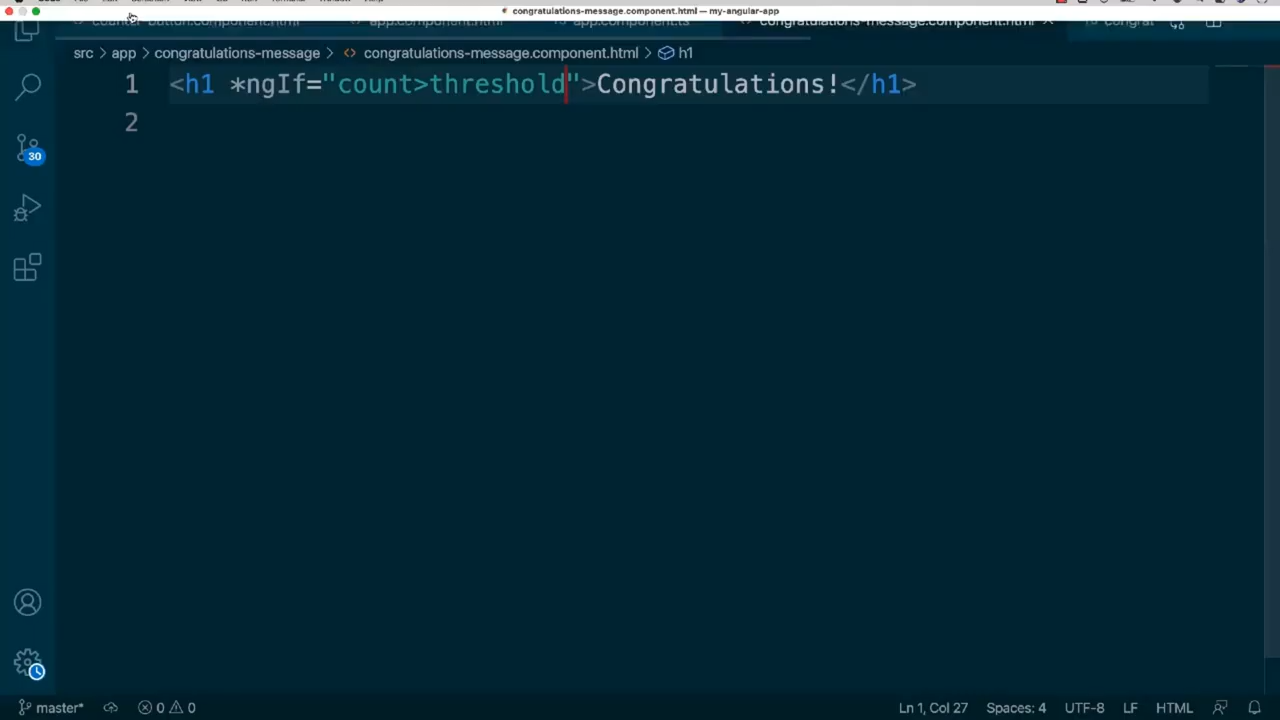 congratulations-message.component.html — my-angular-app
counter-button.component.html app.component.html app.component.ts congratulations-message.component.html congrat
src > app > congratulations-message > <> congratulations-message.component.html > h1
1 <h1 *ngIf="count>threshold">Congratulations!</h1>
2
30
master* 0 0 Ln 1, Col 27 Spaces: 4 UTF-8 LF HTML